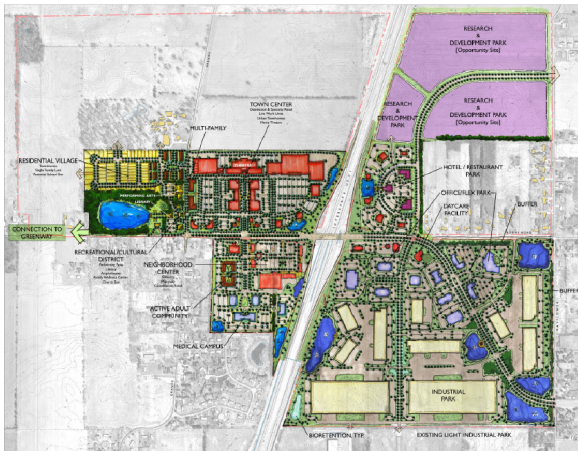 RESEARCH
&
DEVELOPMENT PARK
[Opportunity Site]
RESEARCH
&
DEVELOPMENT PARK
[Opportunity Site]
RESEARCH
&
DEVELOPMENT
PARK
TOWN CENTER
MULTI-FAMILY
RESIDENTIAL VILLAGE
HOTEL / RESTAURANT
PARK
OFFICE/FLEX PARK
DAYCARE
FACILITY
BUFFER
CONNECTION TO
GREENWAY
RECREATIONAL/CULTURAL
DISTRICT
NEIGHBORHOOD
CENTER
ACTIVE ADULT
COMMUNITY
MEDICAL CAMPUS
BUFFER
INDUSTRIAL
PARK
BIORETENTION, TYP.
EXISTING LIGHT INDUSTRIAL PARK